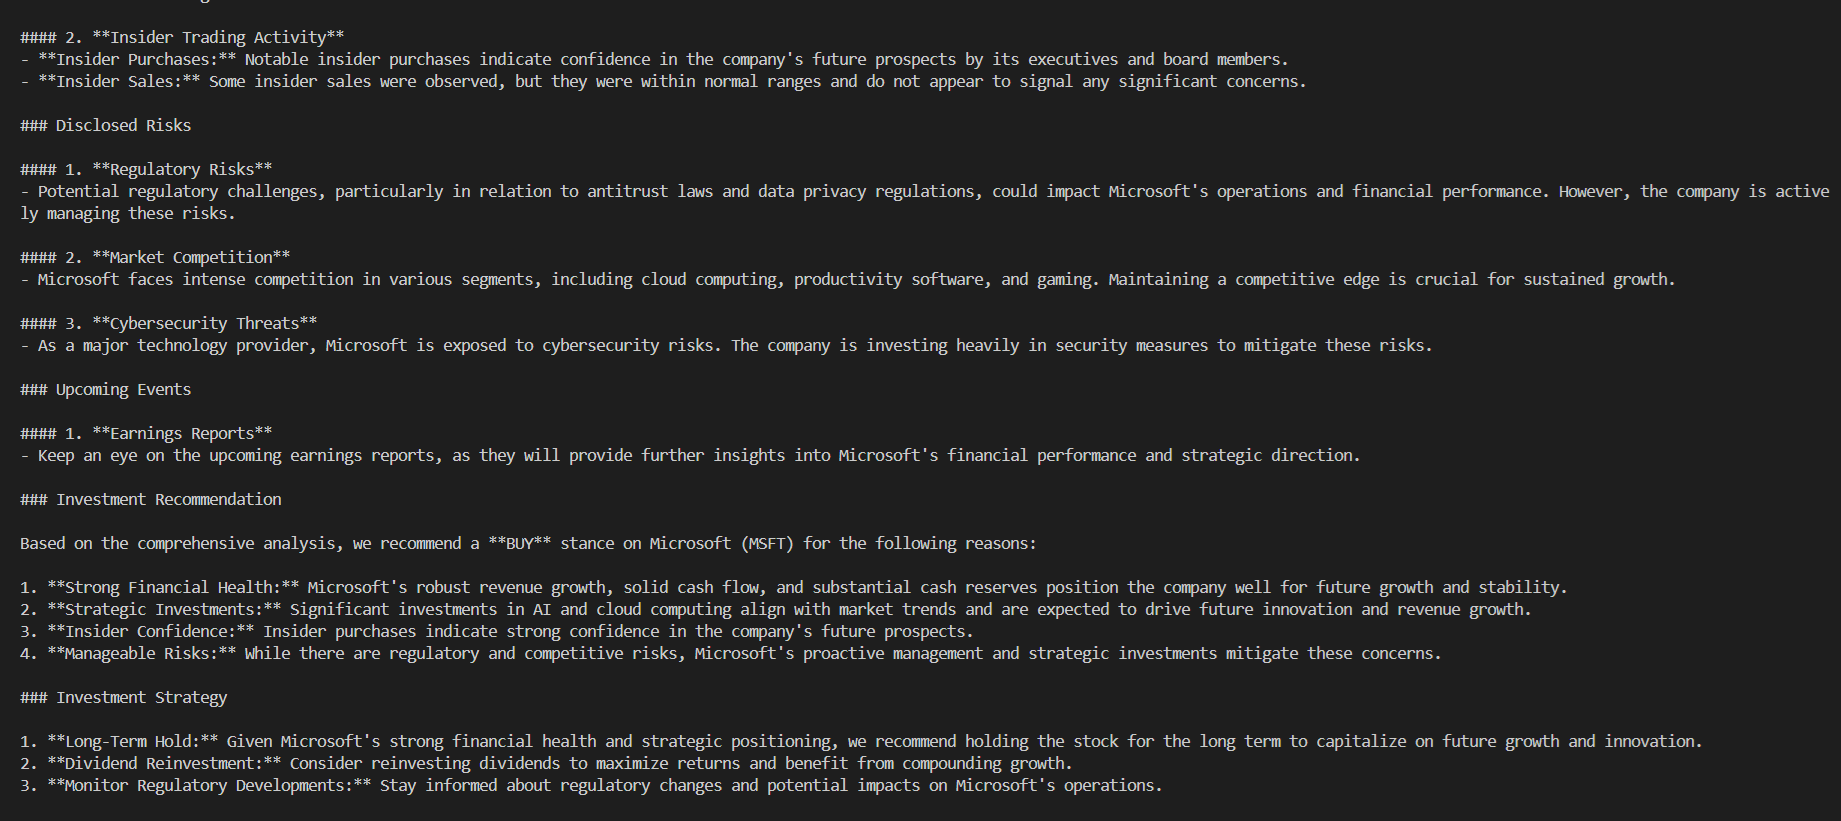 #### 2. **Insider Trading Activity**
- **Insider Purchases:** Notable insider purchases indicate confidence in the company's future prospects by its executives and board members.
- **Insider Sales:** Some insider sales were observed, but they were within normal ranges and do not appear to signal any significant concerns.
### Disclosed Risks
#### 1. **Regulatory Risks**
- Potential regulatory challenges, particularly in relation to antitrust laws and data privacy regulations, could impact Microsoft's operations and financial performance. However, the company is active
ly managing these risks.
#### 2. **Market Competition**
- Microsoft faces intense competition in various segments, including cloud computing, productivity software, and gaming. Maintaining a competitive edge is crucial for sustained growth.
#### 3. **Cybersecurity Threats**
- As a major technology provider, Microsoft is exposed to cybersecurity risks. The company is investing heavily in security measures to mitigate these risks.
### Upcoming Events
#### 1. **Earnings Reports**
- Keep an eye on the upcoming earnings reports, as they will provide further insights into Microsoft's financial performance and strategic direction.
### Investment Recommendation
Based on the comprehensive analysis, we recommend a **BUY** stance on Microsoft (MSFT) for the following reasons:
1. **Strong Financial Health:** Microsoft's robust revenue growth, solid cash flow, and substantial cash reserves position the company well for future growth and stability.
2. **Strategic Investments:** Significant investments in AI and cloud computing align with market trends and are expected to drive future innovation and revenue growth.
3. **Insider Confidence:** Insider purchases indicate strong confidence in the company's future prospects.
4. **Manageable Risks:** While there are regulatory and competitive risks, Microsoft's proactive management and strategic investments mitigate these concerns.
### Investment Strategy
1. **Long-Term Hold:** Given Microsoft's strong financial health and strategic positioning, we recommend holding the stock for the long term to capitalize on future growth and innovation.
2. **Dividend Reinvestment:** Consider reinvesting dividends to maximize returns and benefit from compounding growth.
3. **Monitor Regulatory Developments:** Stay informed about regulatory changes and potential impacts on Microsoft's operations.